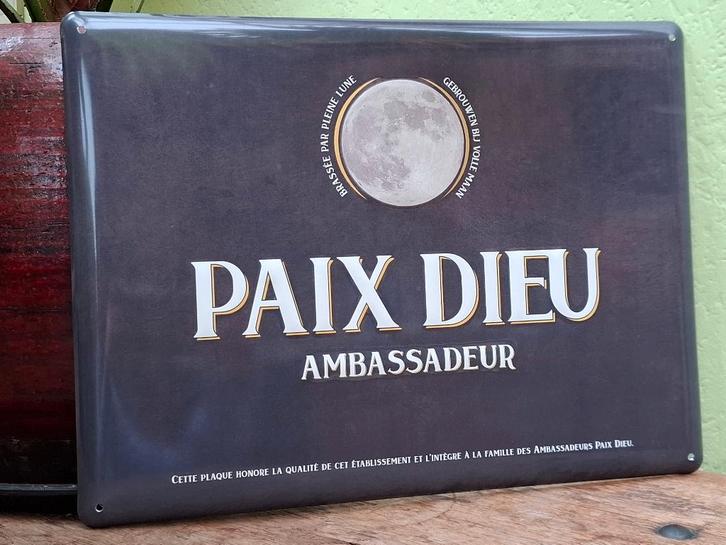 BRASSÉE PAR PLEINE LUNE
GEBROUWEN BIJ VOLLE MAAN
PAIX DIEU
AMBASSADEUR
CETTE PLAQUE HONORE LA QUALITÉ DE CET ÉTABLISSEMENT ET L'INTÈGRE À LA FAMILLE DES AMBASSADEURS PAIX DIEU.